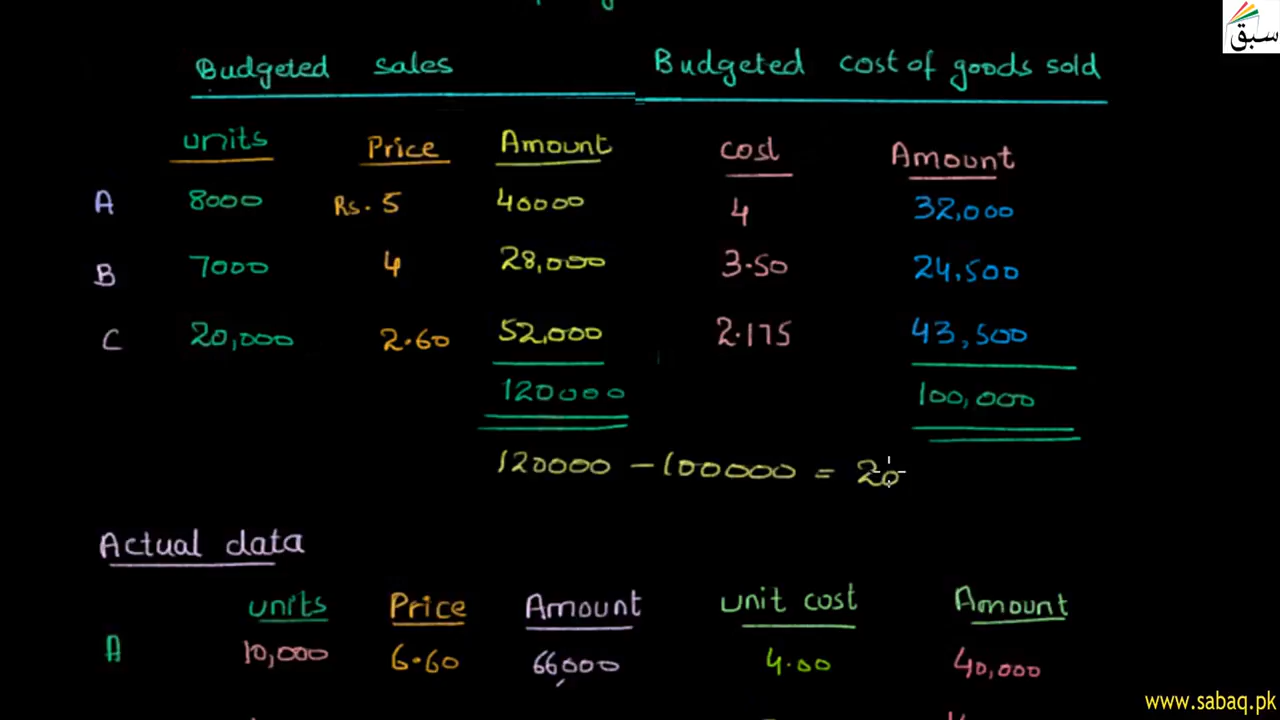 سبق
Budgeted sales Budgeted cost of goods sold
units Price Amount cost Amount
A 8000 Rs. 5 40000 4 32,000
B 7000 4 28,000 3.50 24,500
C 20,000 2.60 52,000 2.175 43,500
120000 100,000
120000 - 100000 = 20
Actual data
units Price Amount unit cost Amount
A 10,000 6.60 66,000 4.00 40,000
www.sabaq.pk